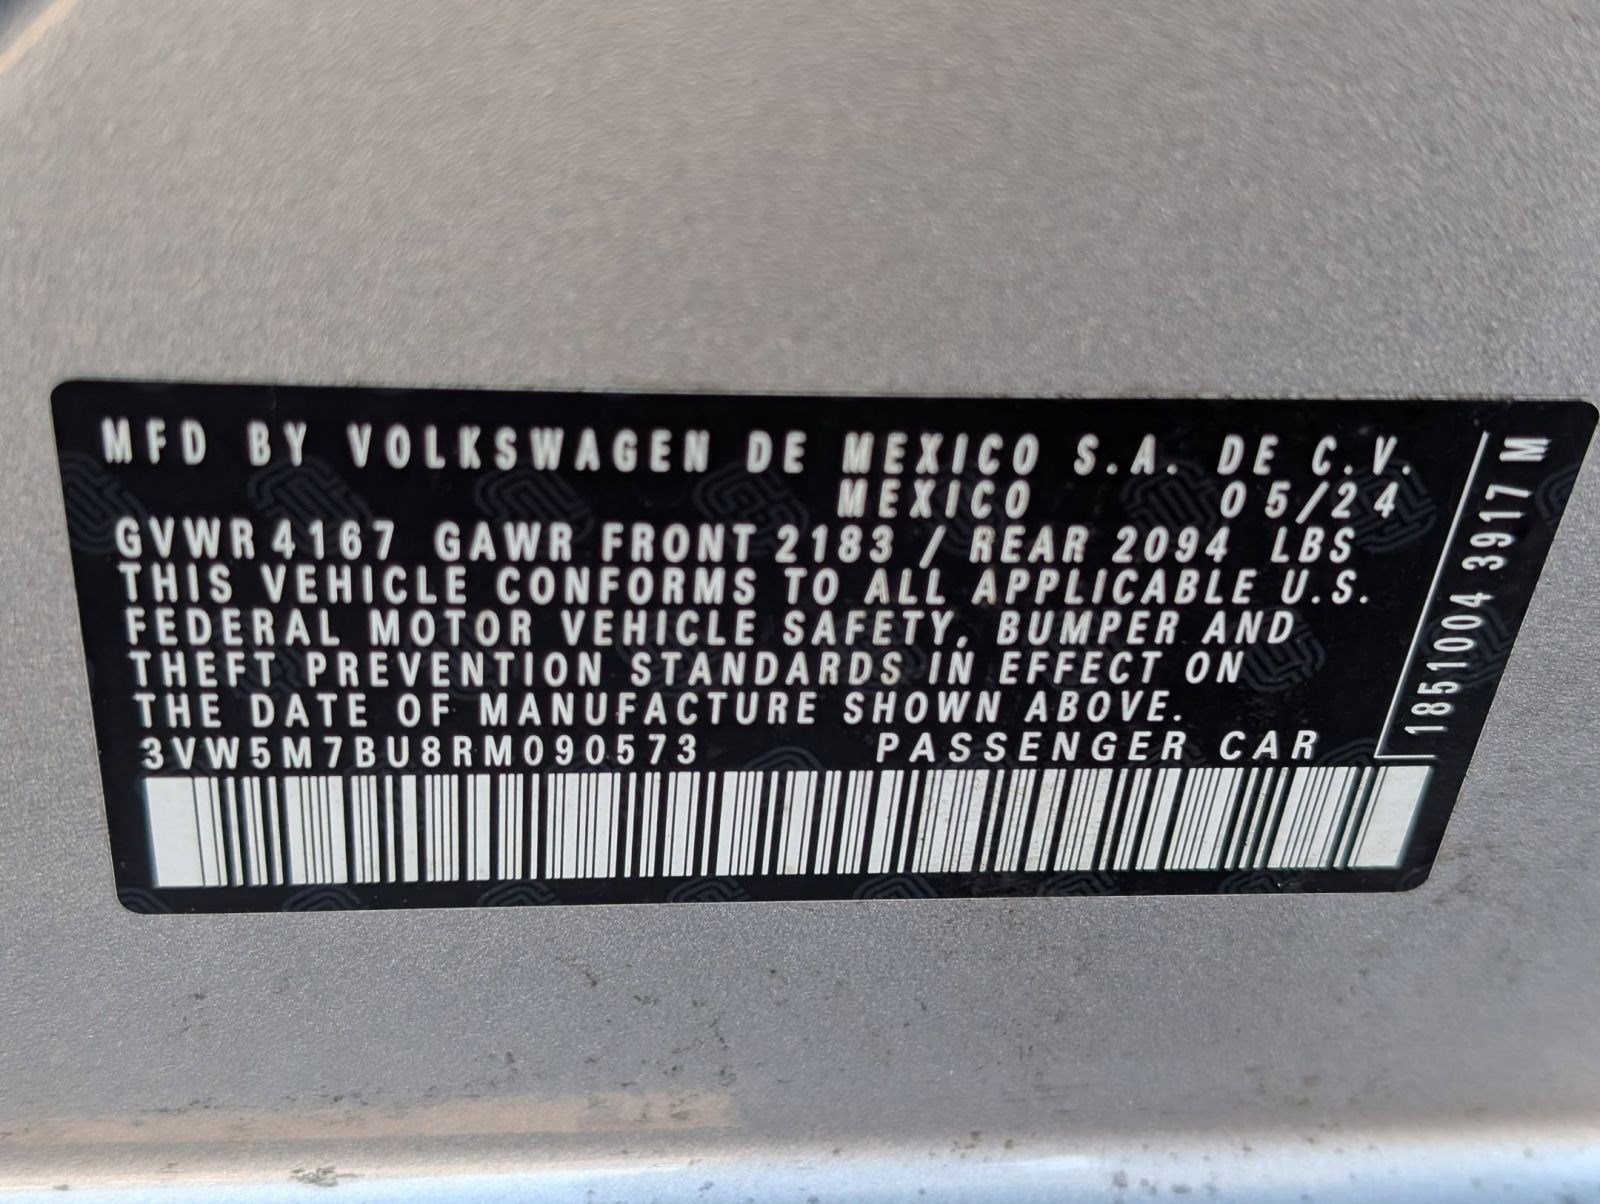 MFD BY VOLKSWAGEN DE MEXICO S.A. DE C.V.
MEXICO 05/24
GVWR 4167 GAWR FRONT 2183 / REAR 2094 LBS
THIS VEHICLE CONFORMS TO ALL APPLICABLE U.S.
FEDERAL MOTOR VEHICLE SAFETY, BUMPER AND
THEFT PREVENTION STANDARDS IN EFFECT ON
THE DATE OF MANUFACTURE SHOWN ABOVE.
3VW5M7BU8RM090573 PASSENGER CAR
1851004 3917 M